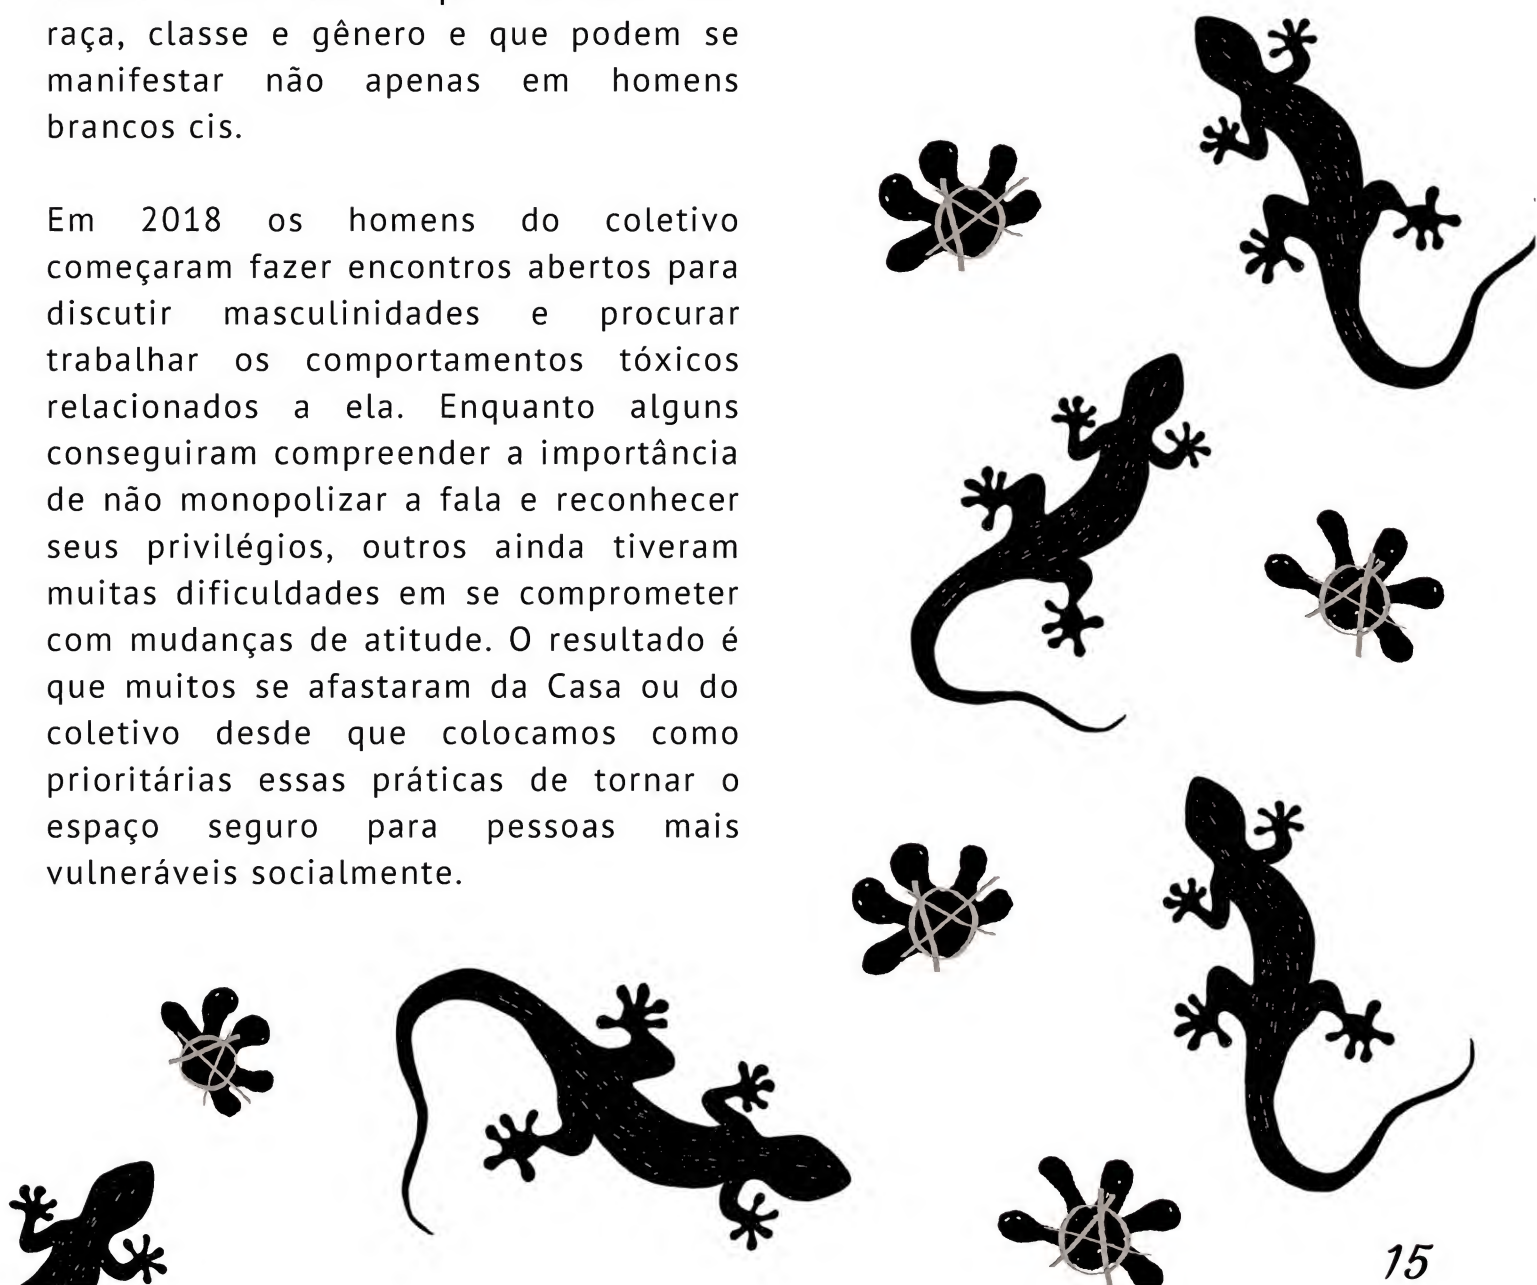 raça, classe e gênero e que podem se
manifestar não apenas em homens
brancos cis.
Em 2018 os homens do coletivo
começaram fazer encontros abertos para
discutir masculinidades e procurar
trabalhar os comportamentos tóxicos
relacionados a ela. Enquanto alguns
conseguiram compreender a importância
de não monopolizar a fala e reconhecer
seus privilégios, outros ainda tiveram
muitas dificuldades em se comprometer
com mudanças de atitude. O resultado é
que muitos se afastaram da Casa ou do
coletivo desde que colocamos como
prioritárias essas práticas de tornar o
espaço seguro para pessoas mais
vulneráveis socialmente.
15